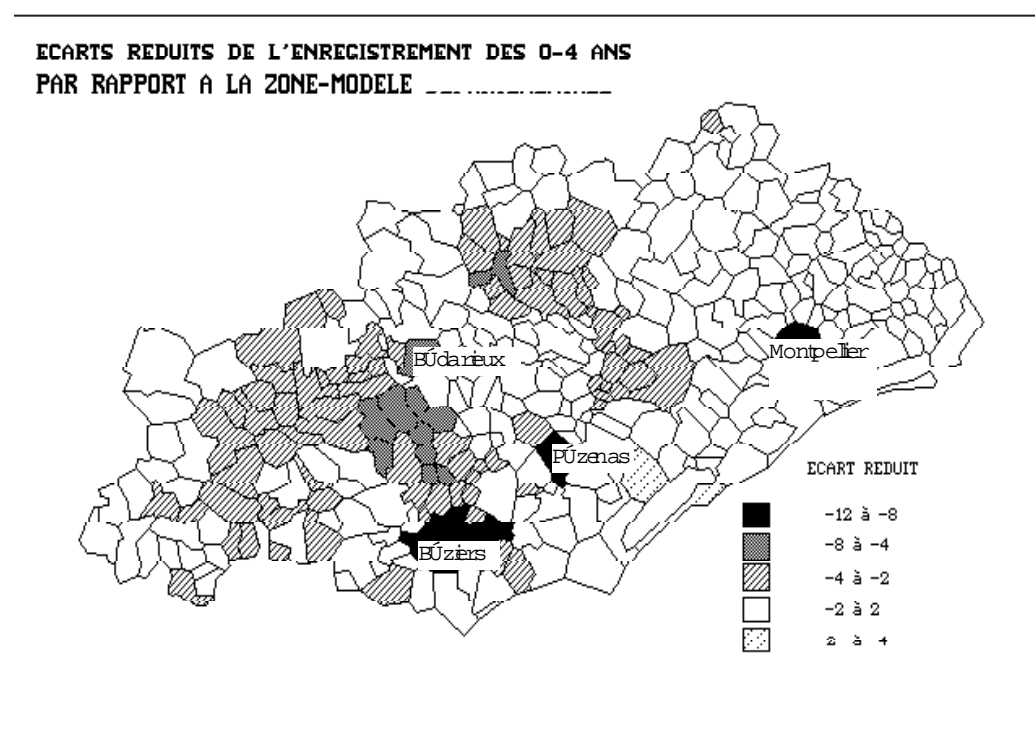 ECARTS REDUITS DE L'ENREGISTREMENT DES 0-4 ANS
PAR RAPPORT A LA ZONE-MODELE
BÚdarieux
Montpellier
PÚzenas
BÚziers
ECART REDUIT
-12 à -8
-8 à -4
-4 à -2
-2 à 2
2 à 4